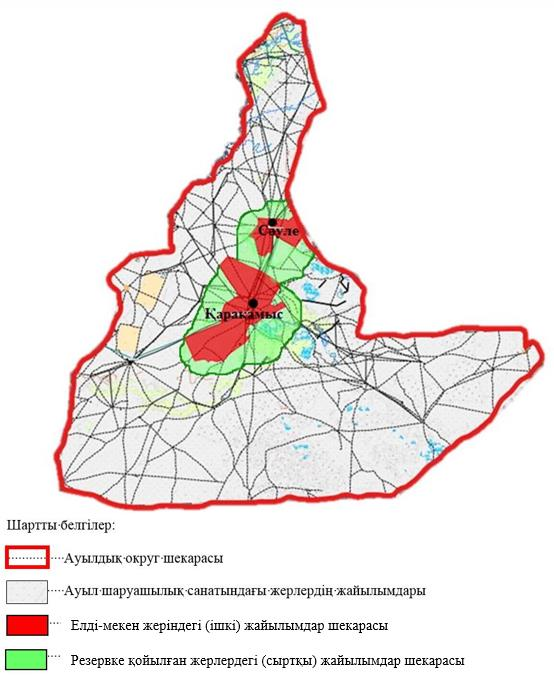 Сәуле
Қарақамыс
Шартты белгілер:
Ауылдық округ шекарасы
Ауыл шаруашылық санатындағы жерлердің жайылымдары
Елді-мекен жеріндегі (ішкі) жайылымдар шекарасы
Резервке қойылған жерлердегі (сыртқы) жайылымдар шекарасы